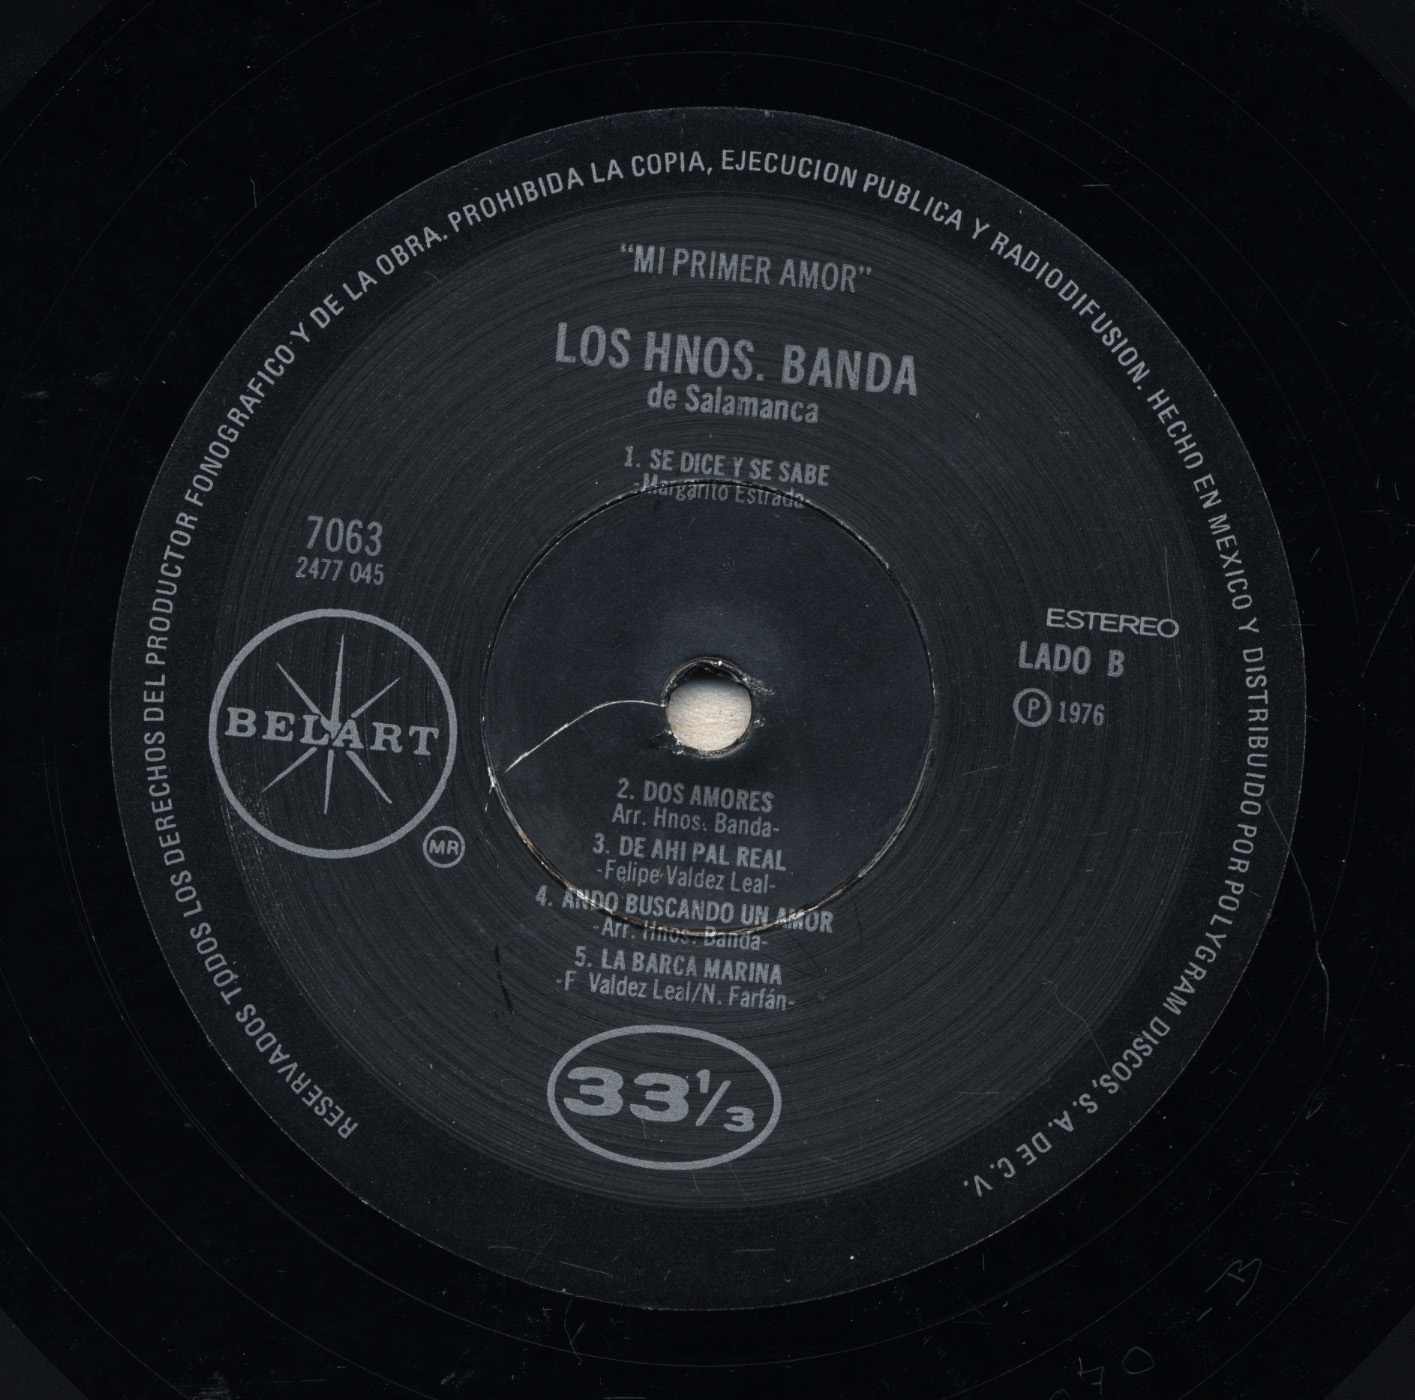 RESERVADOS TODOS LOS DERECHOS DEL PRODUCTOR FONOGRAFICO Y DE LA OBRA. PROHIBIDA LA COPIA, EJECUCION PUBLICA Y RADIODIFUSION. HECHO EN MEXICO Y DISTRIBUIDO POR POLYGRAM DISCOS, S. A. DE C. V.
“MI PRIMER AMOR”
LOS HNOS. BANDA
de Salamanca
1. SE DICE Y SE SABE
-Margarito Estrada-
7063
2477 045
BELART
MR
ESTEREO
LADO B
Ⓟ 1976
2. DOS AMORES
Arr. Hnos. Banda-
3. DE AHI PAL REAL
-Felipe Valdez Leal-
4. ANDO BUSCANDO UN AMOR
-Arr. Hnos. Banda-
5. LA BARCA MARINA
-F Valdez Leal/N. Farfán-
33⅓